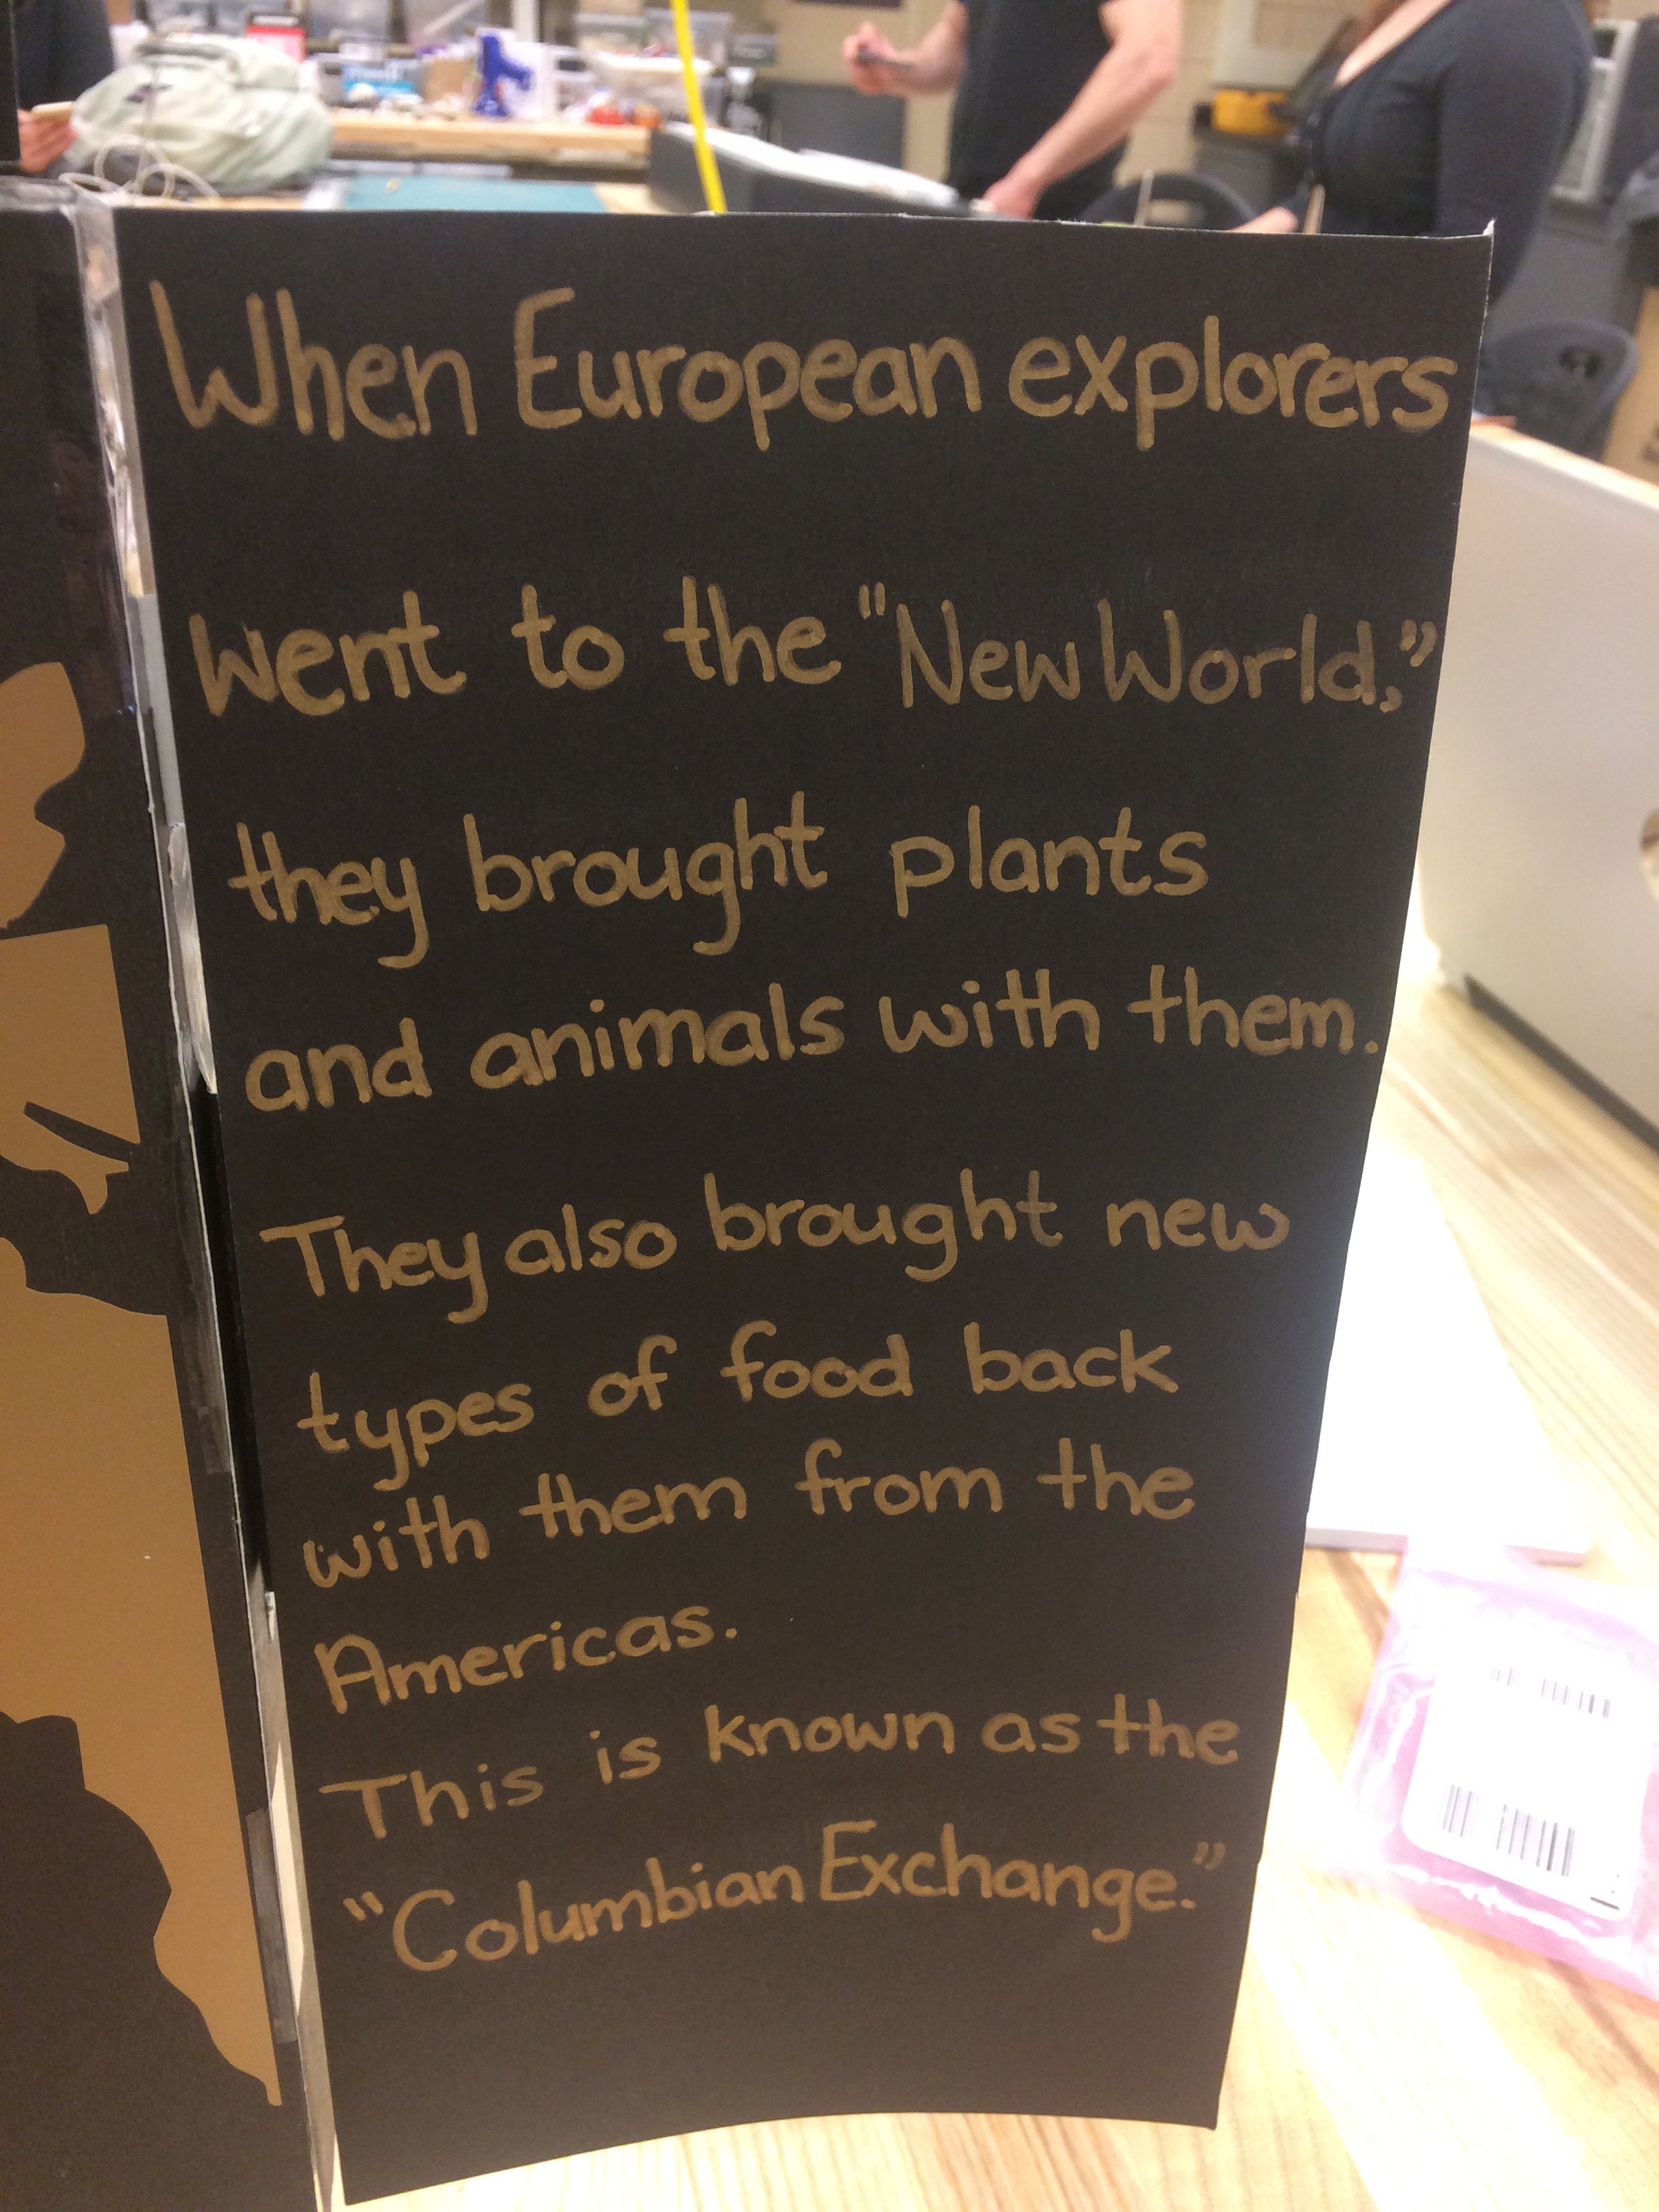 When European explorers
went to the "New World,"
they brought plants
and animals with them.
They also brought new
types of food back
with them from the
Americas.
This is known as the
"Columbian Exchange."